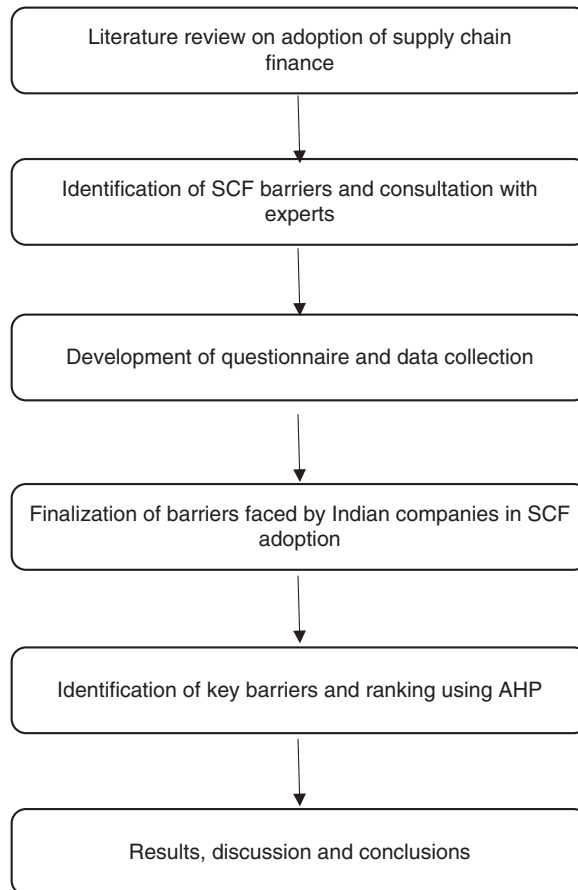 Literature review on adoption of supply chain
finance
Identification of SCF barriers and consultation with
experts
Development of questionnaire and data collection
Finalization of barriers faced by Indian companies in SCF
adoption
Identification of key barriers and ranking using AHP
Results, discussion and conclusions